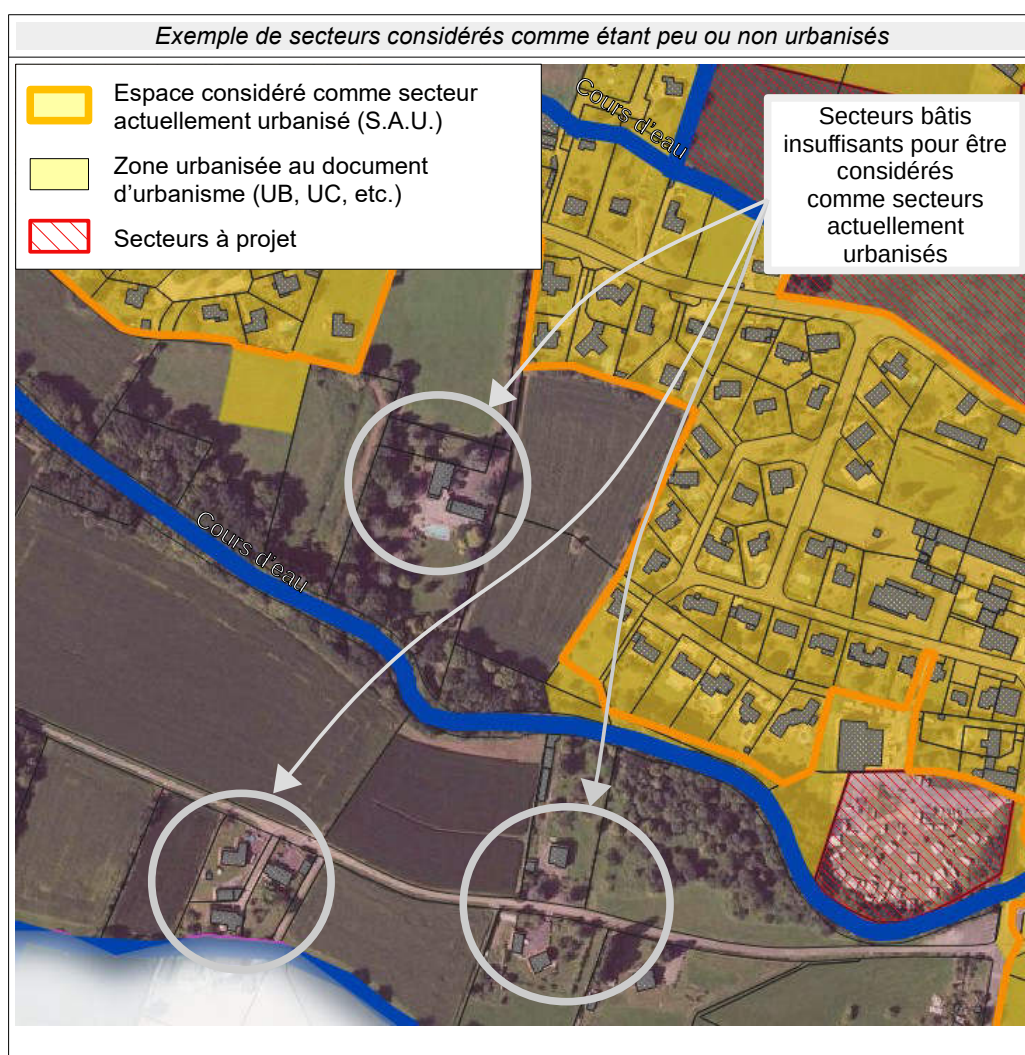 Exemple de secteurs considérés comme étant peu ou non urbanisés
Espace considéré comme secteur
actuellement urbanisé (S.A.U.)
Zone urbanisée au document
d'urbanisme (UB, UC, etc.)
Secteurs à projet
Cours d'eau
Secteurs bâtis
insuffisants pour être
considérés
comme secteurs
actuellement
urbanisés
Cours d'eau